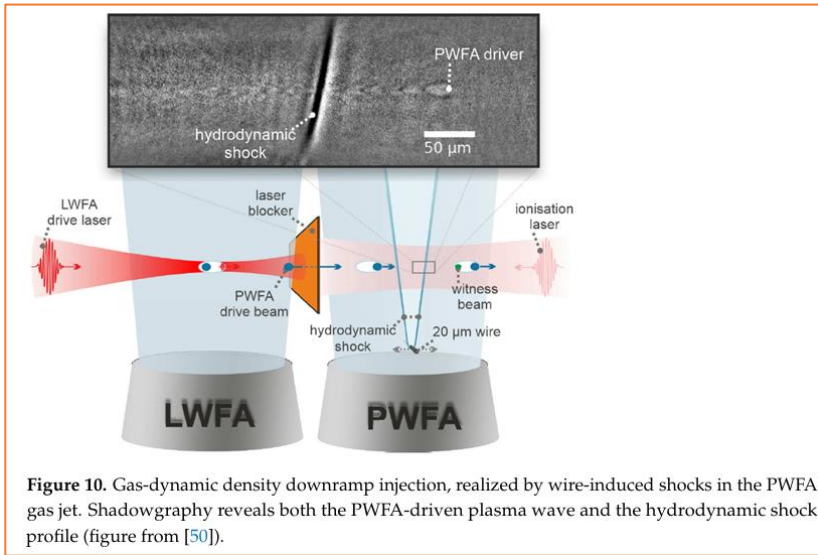 PWFA driver
hydrodynamic
shock
50 µm
LWFA
drive laser
laser
blocker
ionisation
laser
PWFA
drive beam
witness
beam
hydrodynamic
shock
20 µm wire
LWFA
PWFA
Figure 10. Gas-dynamic density downramp injection, realized by wire-induced shocks in the PWFA
gas jet. Shadowgraphy reveals both the PWFA-driven plasma wave and the hydrodynamic shock
profile (figure from [50]).